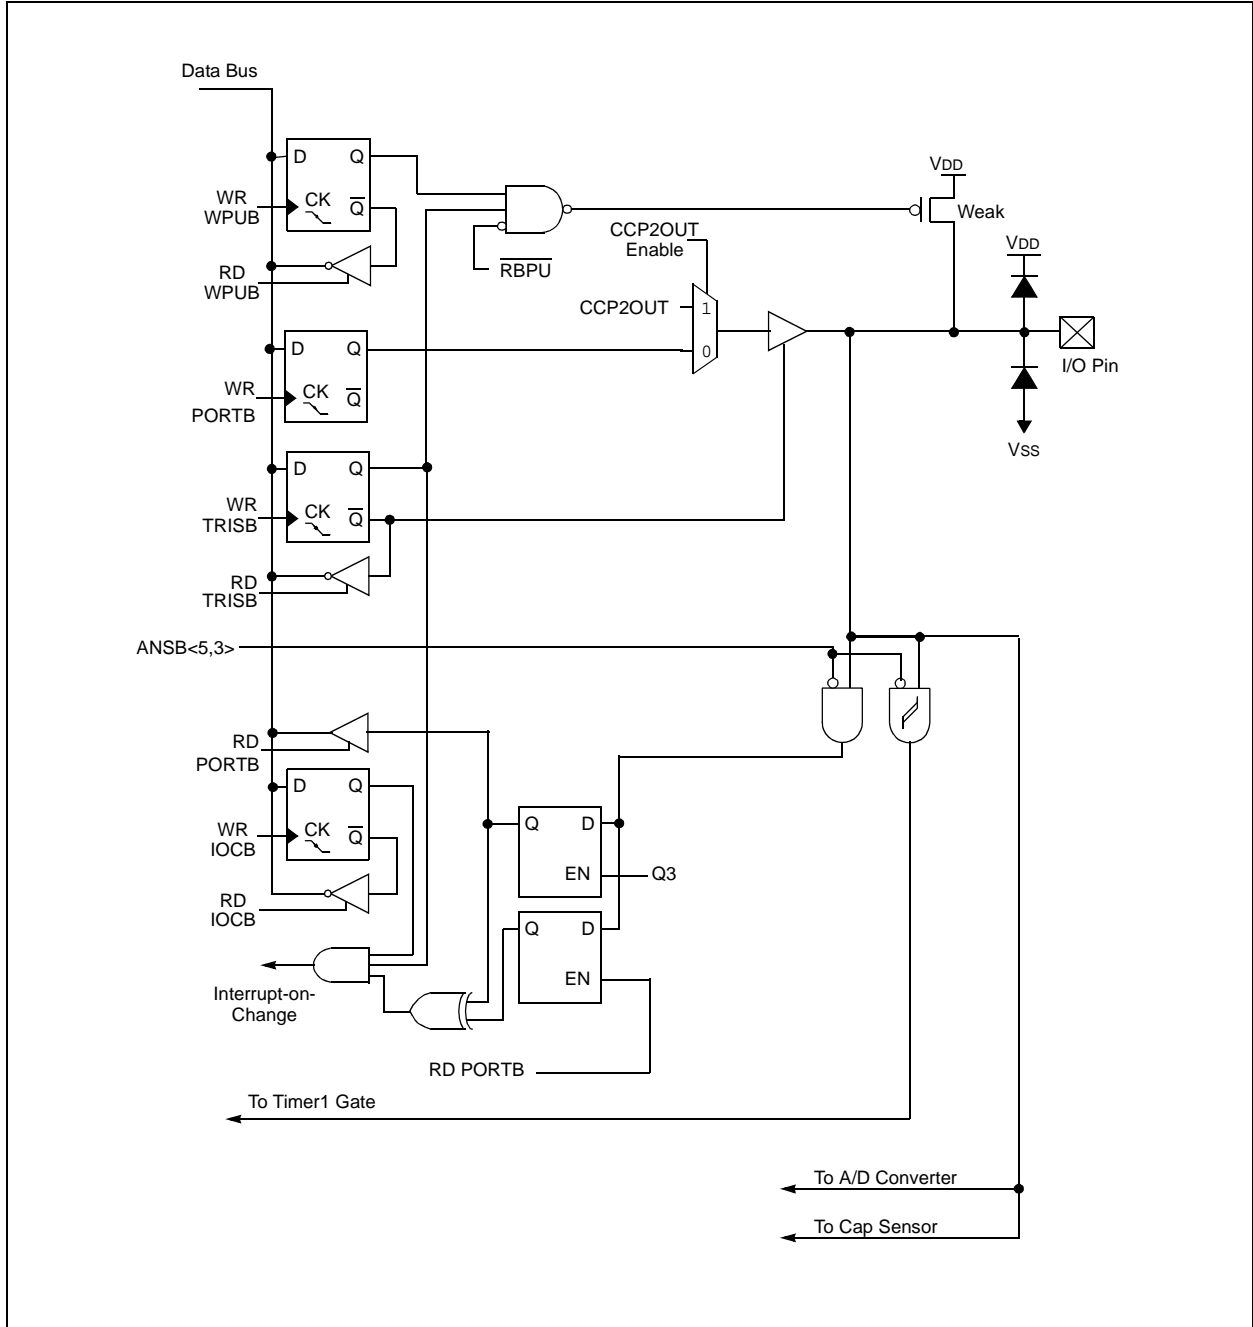 Data Bus
D Q
WR
WPUB
CK
Q̅
RD
WPUB
R̅B̅P̅U̅
CCP2OUT
Enable
CCP2OUT
1
0
VDD
Weak
VDD
I/O Pin
VSS
D Q
WR
PORTB
CK
Q̅
D Q
WR
TRISB
CK
Q̅
RD
TRISB
ANSB<5,3>
RD
PORTB
D Q
WR
IOCB
CK
Q̅
RD
IOCB
Q D
EN
Q3
Q D
EN
Interrupt-on-
Change
RD PORTB
To Timer1 Gate
To A/D Converter
To Cap Sensor